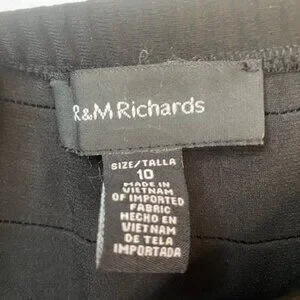 R&M Richards
SIZE/TALLA
10
MADE IN
VIETNAM
OF IMPORTED
FABRIC
HECHO EN
VIETNAM
DE TELA
IMPORTADA